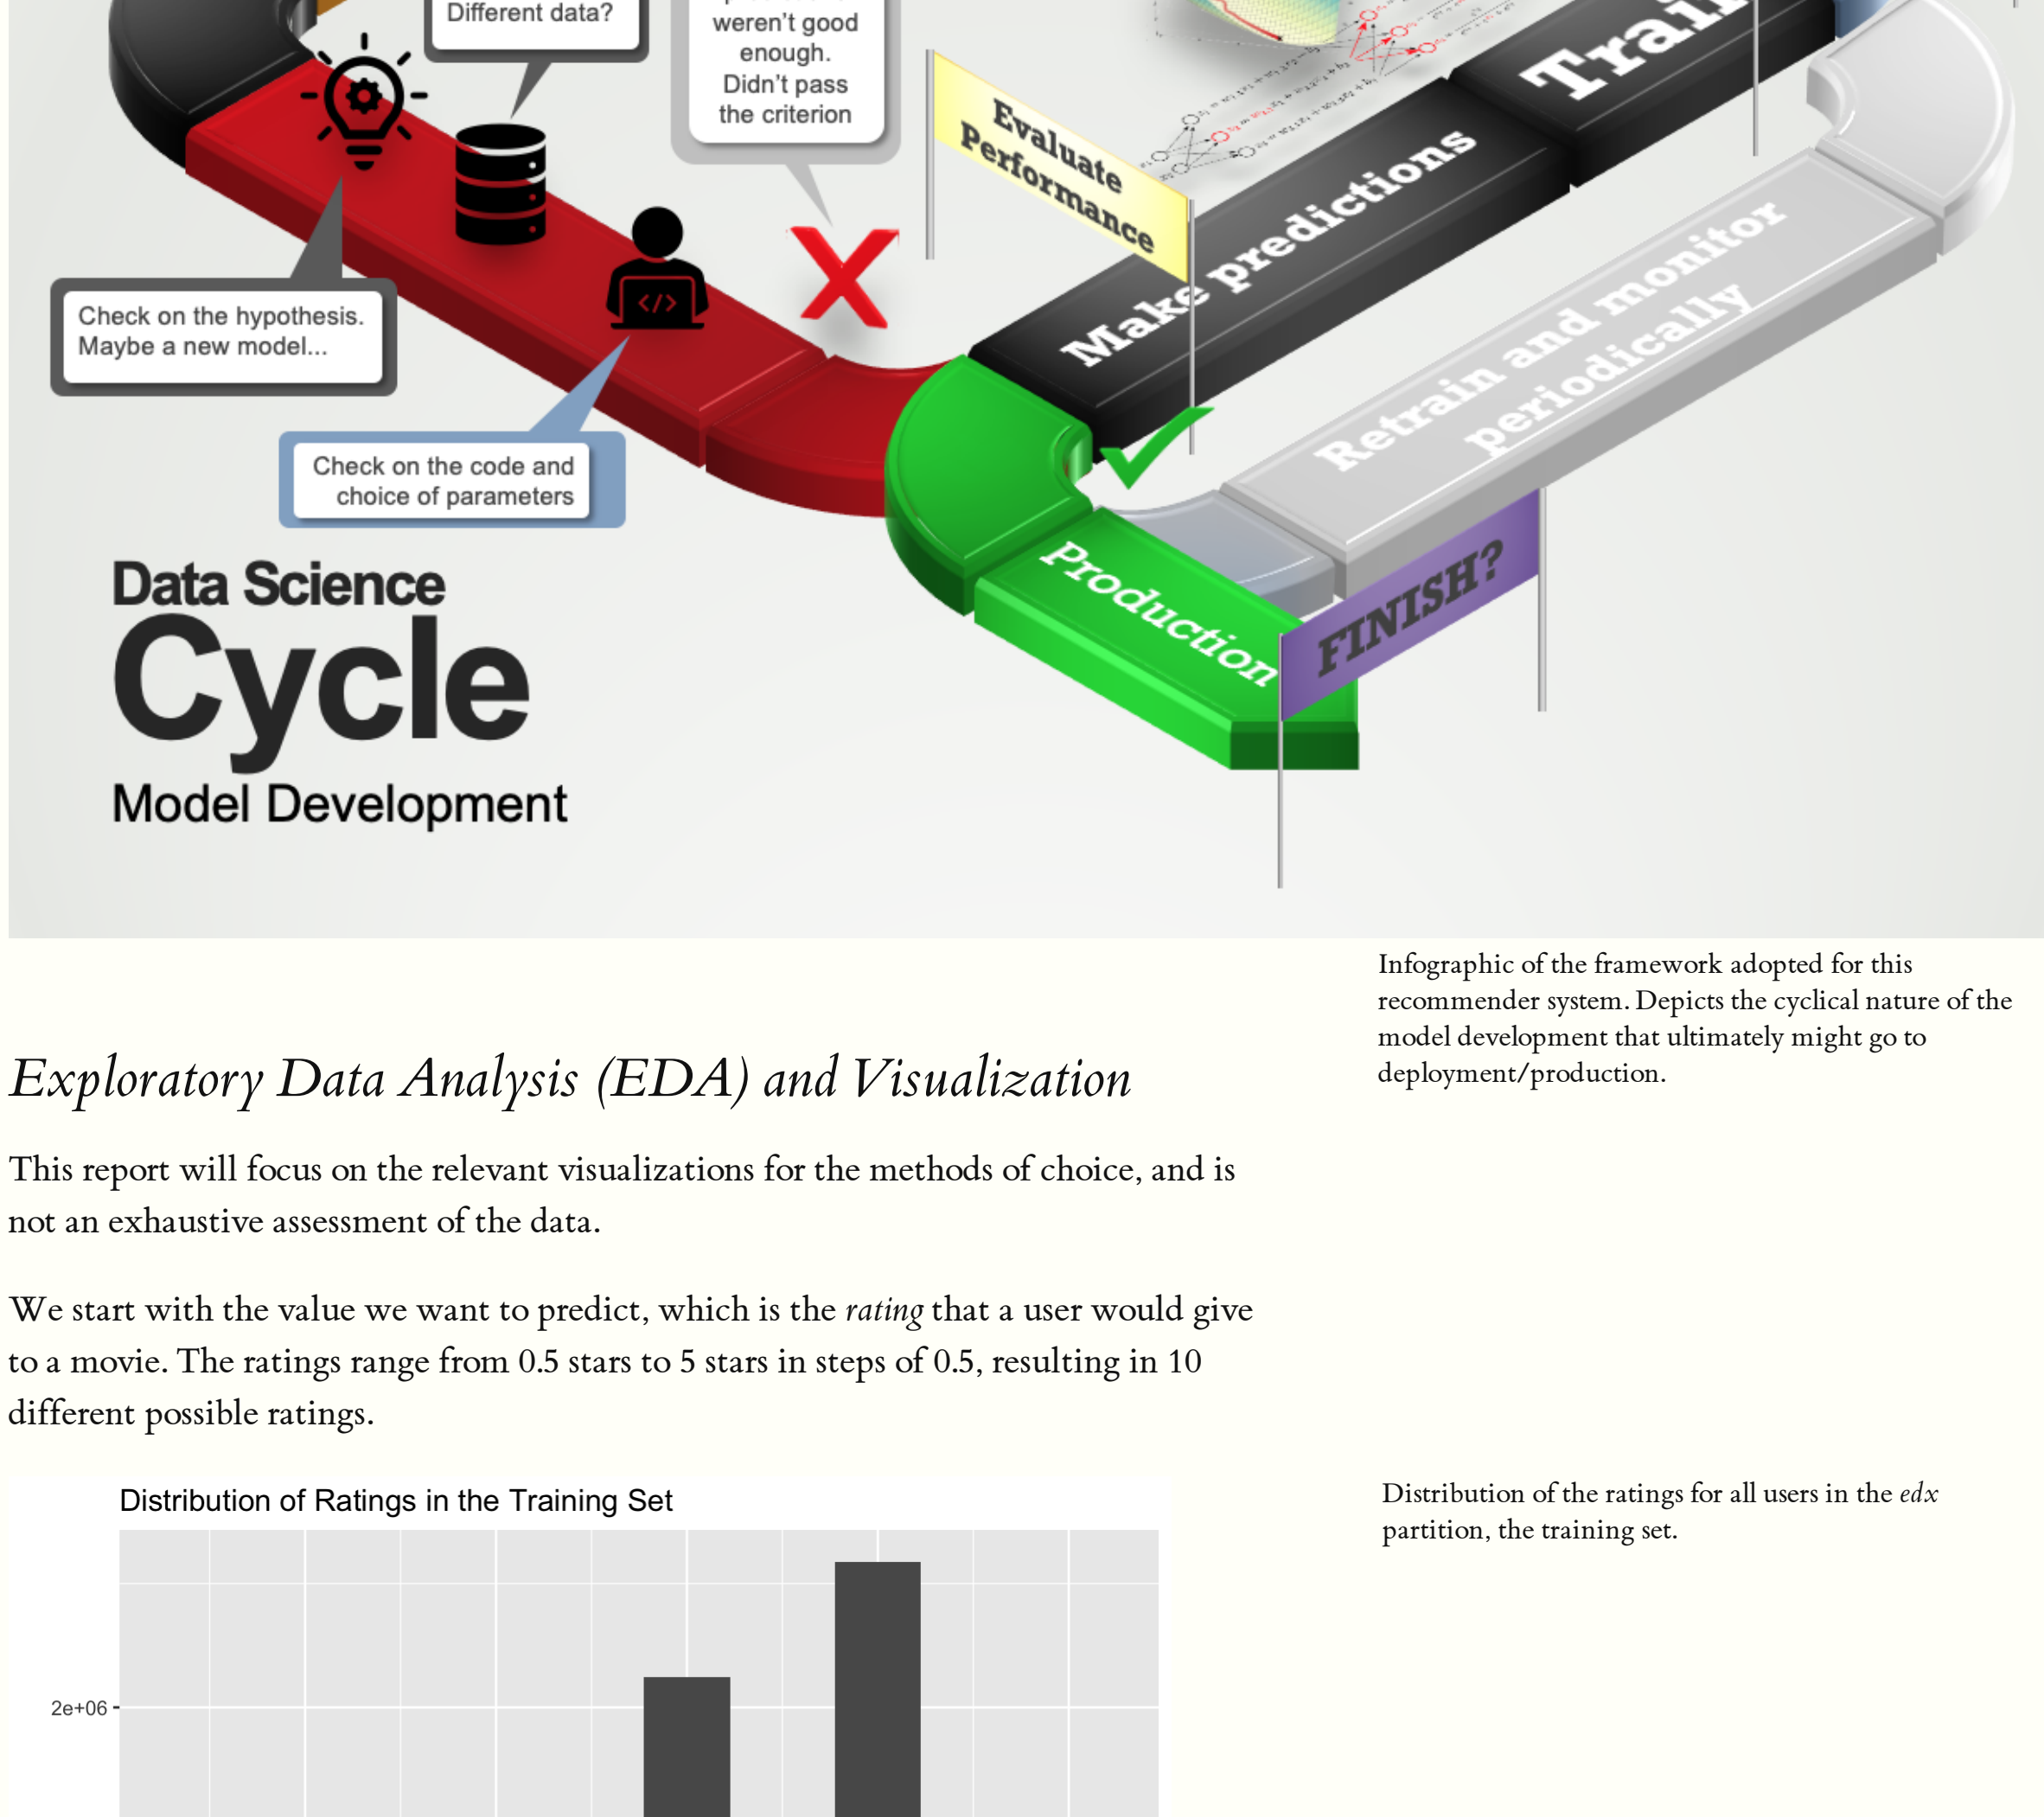 Different data?
weren't good
enough.
Didn't pass
the criterion
Evaluate
Performance
Make predictions
Retrain and monitor
periodically
Check on the hypothesis.
Maybe a new model...
Check on the code and
choice of parameters
</>
Production
FINISH?
Data Science
Cycle
Model Development
Infographic of the framework adopted for this
recommender system. Depicts the cyclical nature of the
model development that ultimately might go to
deployment/production.
Exploratory Data Analysis (EDA) and Visualization
This report will focus on the relevant visualizations for the methods of choice, and is
not an exhaustive assessment of the data.
We start with the value we want to predict, which is the rating that a user would give
to a movie. The ratings range from 0.5 stars to 5 stars in steps of 0.5, resulting in 10
different possible ratings.
Distribution of Ratings in the Training Set
2e+06
Distribution of the ratings for all users in the edx
partition, the training set.